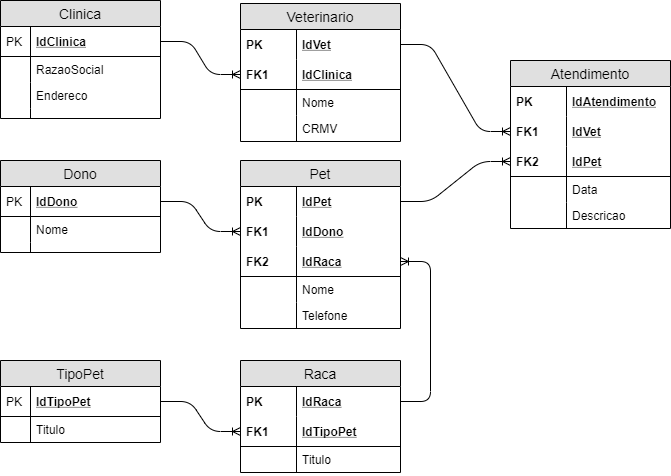 Clinica
PK IdClinica
RazaoSocial
Endereco
Veterinario
PK IdVet
FK1 IdClinica
Nome
CRMV
Atendimento
PK IdAtendimento
FK1 IdVet
FK2 IdPet
Data
Descricao
Dono
PK IdDono
Nome
Pet
PK IdPet
FK1 IdDono
FK2 IdRaca
Nome
Telefone
TipoPet
PK IdTipoPet
Titulo
Raca
PK IdRaca
FK1 IdTipoPet
Titulo